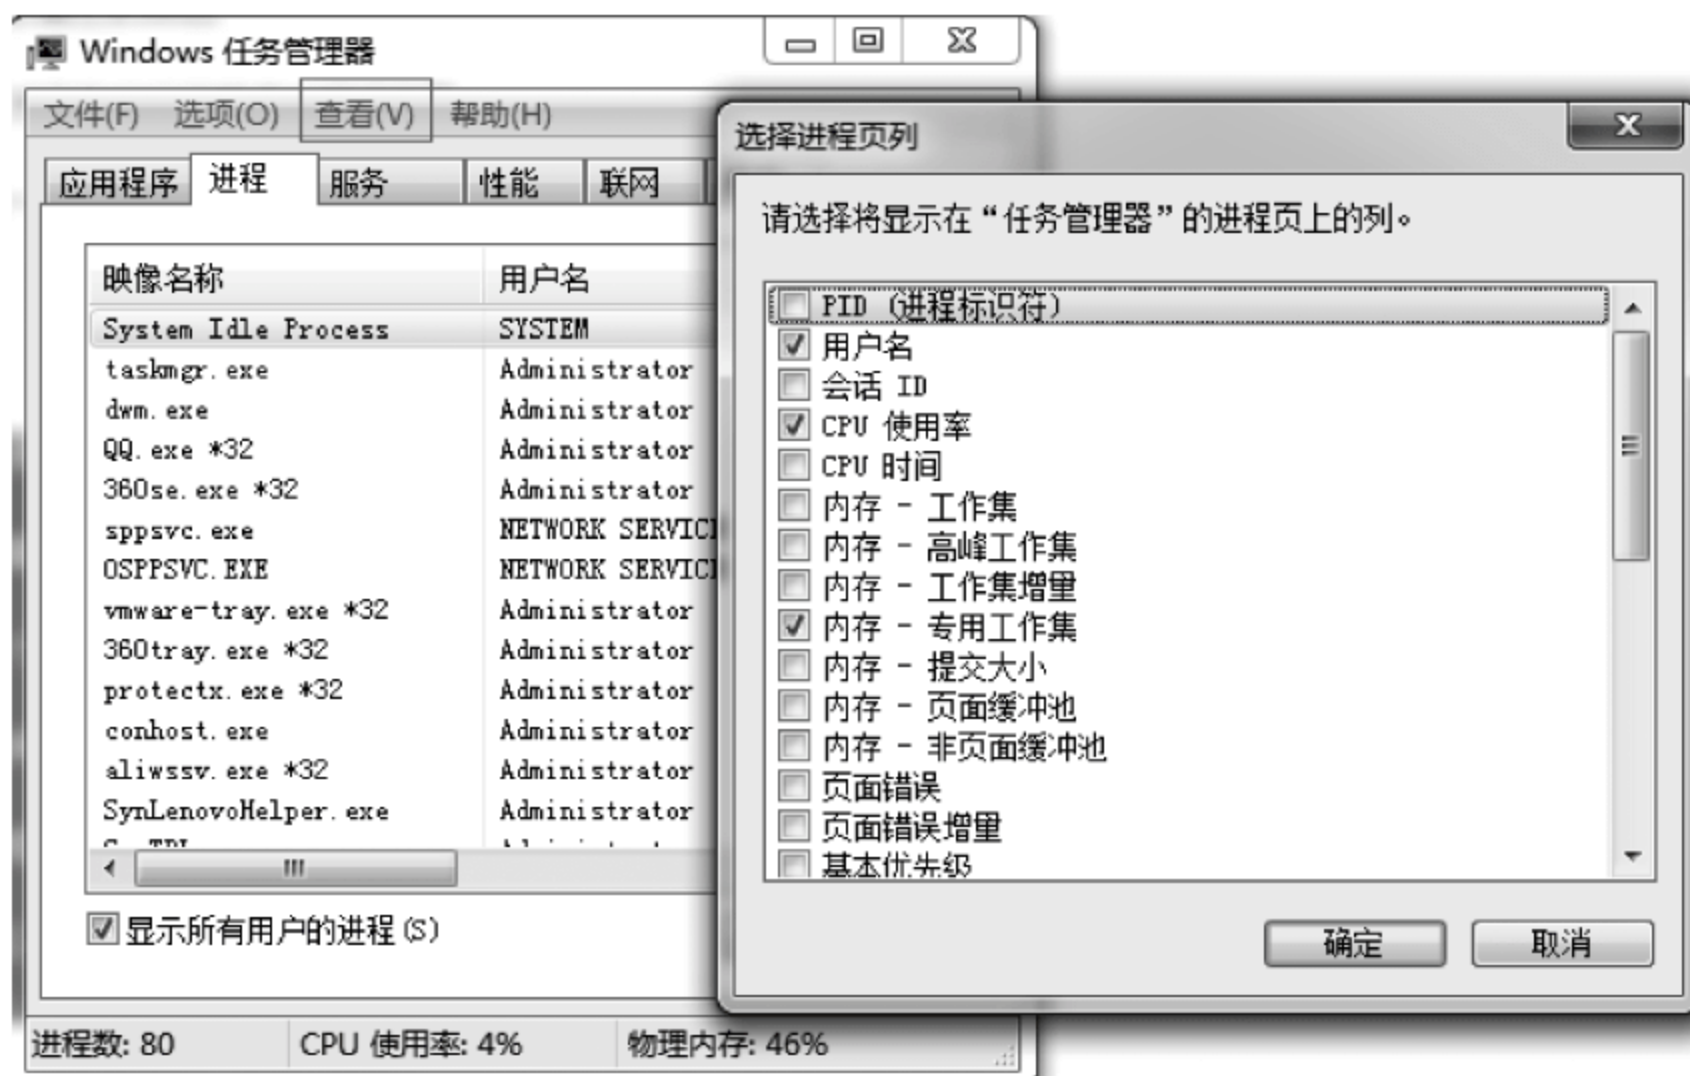 Windows 任务管理器
文件(F) 选项(O) 查看(V) 帮助(H)
应用程序 进程 服务 性能 联网
映像名称 用户名
System Idle Process SYSTEM
taskmgr.exe Administrator
dwm.exe Administrator
QQ.exe *32 Administrator
360se.exe *32 Administrator
sppsvc.exe NETWORK SERVIC
OSPPSVC.EXE NETWORK SERVIC
vmware-tray.exe *32 Administrator
360tray.exe *32 Administrator
protectx.exe *32 Administrator
conhost.exe Administrator
aliwssv.exe *32 Administrator
SynLenovoHelper.exe Administrator
显示所有用户的进程(S)
进程数: 80 CPU 使用率: 4% 物理内存: 46%
选择进程页列
请选择将显示在“任务管理器”的进程页上的列。
PID (进程标识符)
用户名
会话 ID
CPU 使用率
CPU 时间
内存 - 工作集
内存 - 高峰工作集
内存 - 工作集增量
内存 - 专用工作集
内存 - 提交大小
内存 - 页面缓冲池
内存 - 非页面缓冲池
页面错误
页面错误增量
基本优先级
确定 取消